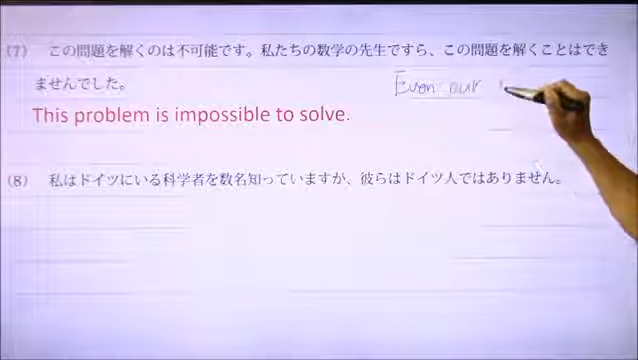 (7) この問題を解くのは不可能です。私たちの数学の先生ですら、この問題を解くことはでき
ませんでした。
Even our
This problem is impossible to solve.
(8) 私はドイツにいる科学者を数名知っていますが、彼らはドイツ人ではありません。